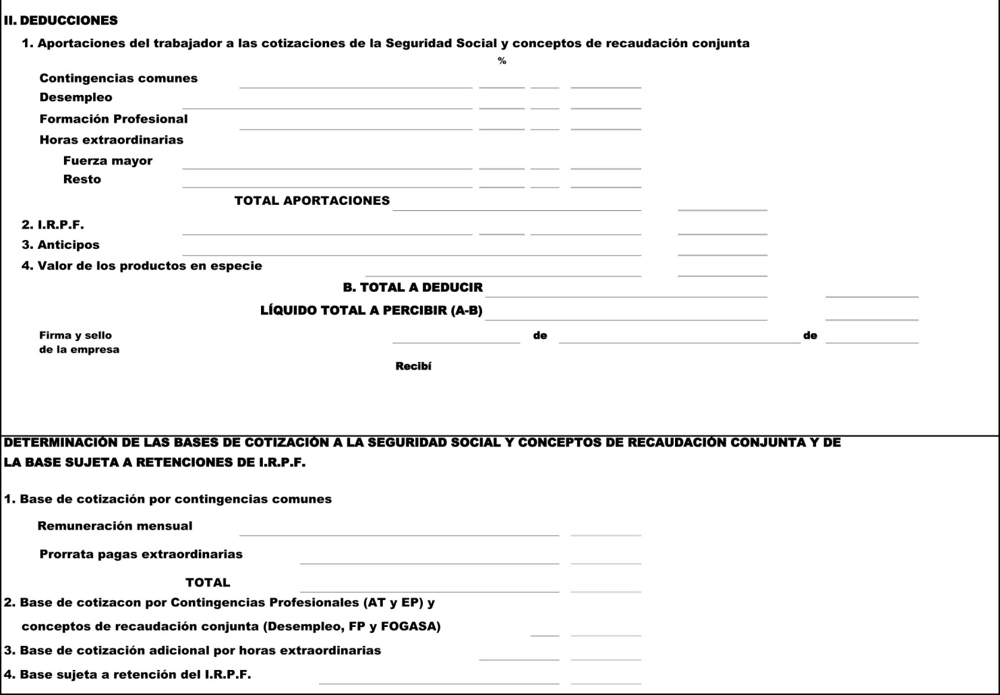 II. DEDUCCIONES
1. Aportaciones del trabajador a las cotizaciones de la Seguridad Social y conceptos de recaudación conjunta
%
Contingencias comunes
Desempleo
Formación Profesional
Horas extraordinarias
Fuerza mayor
Resto
TOTAL APORTACIONES
2. I.R.P.F.
3. Anticipos
4. Valor de los productos en especie
B. TOTAL A DEDUCIR
LÍQUIDO TOTAL A PERCIBIR (A-B)
Firma y sello de de
de la empresa
Recibí
DETERMINACIÓN DE LAS BASES DE COTIZACIÓN A LA SEGURIDAD SOCIAL Y CONCEPTOS DE RECAUDACIÓN CONJUNTA Y DE
LA BASE SUJETA A RETENCIONES DE I.R.P.F.
1. Base de cotización por contingencias comunes
Remuneración mensual
Prorrata pagas extraordinarias
TOTAL
2. Base de cotizacon por Contingencias Profesionales (AT y EP) y
conceptos de recaudación conjunta (Desempleo, FP y FOGASA)
3. Base de cotización adicional por horas extraordinarias
4. Base sujeta a retención del I.R.P.F.